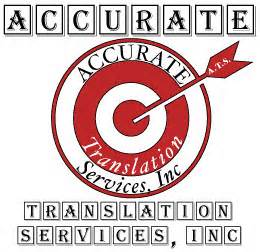 ACCURATE
ACCURATE
A.T.S.
Translation
Services, Inc
TRANSLATION
SERVICES, INC